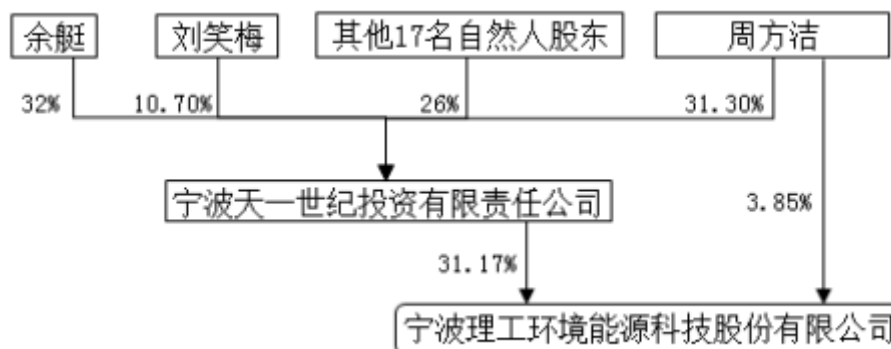 余艇
刘笑梅
其他17名自然人股东
周方洁
32%
10.70%
26%
31.30%
宁波天一世纪投资有限责任公司
3.85%
31.17%
宁波理工环境能源科技股份有限公司